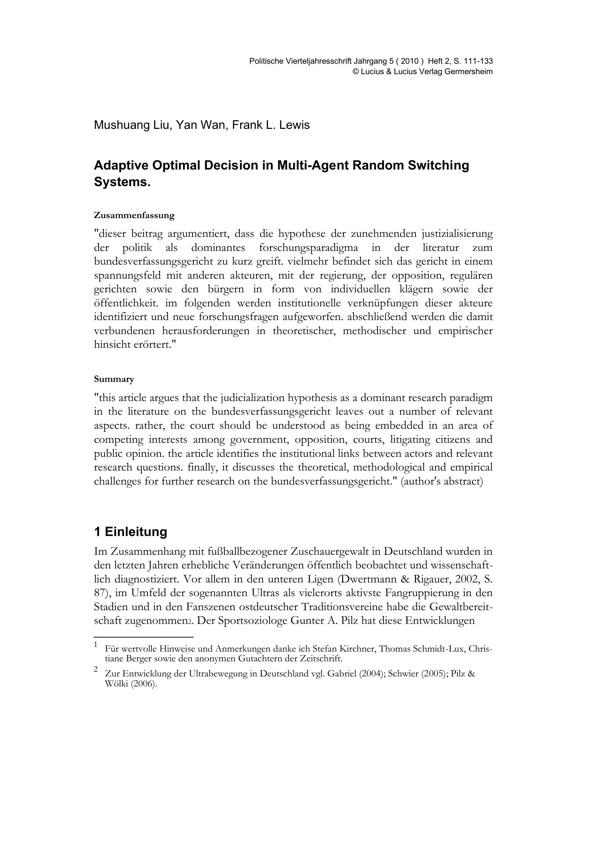 Politische Vierteljahresschrift Jahrgang 5 ( 2010 ) Heft 2, S. 111-133
© Lucius & Lucius Verlag Germersheim
Mushuang Liu, Yan Wan, Frank L. Lewis
Adaptive Optimal Decision in Multi-Agent Random Switching
Systems.
Zusammenfassung
"dieser beitrag argumentiert, dass die hypothese der zunehmenden justizialisierung
der politik als dominantes forschungsparadigma in der literatur zum
bundesverfassungsgericht zu kurz greift. vielmehr befindet sich das gericht in einem
spannungsfeld mit anderen akteuren, mit der regierung, der opposition, regulären
gerichten sowie den bürgern in form von individuellen klägern sowie der
öffentlichkeit. im folgenden werden institutionelle verknüpfungen dieser akteure
identifiziert und neue forschungsfragen aufgeworfen. abschließend werden die damit
verbundenen herausforderungen in theoretischer, methodischer und empirischer
hinsicht erörtert."
Summary
"this article argues that the judicialization hypothesis as a dominant research paradigm
in the literature on the bundesverfassungsgericht leaves out a number of relevant
aspects. rather, the court should be understood as being embedded in an area of
competing interests among government, opposition, courts, litigating citizens and
public opinion. the article identifies the institutional links between actors and relevant
research questions. finally, it discusses the theoretical, methodological and empirical
challenges for further research on the bundesverfassungsgericht." (author's abstract)
1 Einleitung
Im Zusammenhang mit fußballbezogener Zuschauergewalt in Deutschland wurden in
den letzten Jahren erhebliche Veränderungen öffentlich beobachtet und wissenschaft-
lich diagnostiziert. Vor allem in den unteren Ligen (Dwertmann & Rigauer, 2002, S.
87), im Umfeld der sogenannten Ultras als vielerorts aktivste Fangruppierung in den
Stadien und in den Fanszenen ostdeutscher Traditionsvereine habe die Gewaltbereit-
schaft zugenommen2. Der Sportsoziologe Gunter A. Pilz hat diese Entwicklungen
1 Für wertvolle Hinweise und Anmerkungen danke ich Stefan Kirchner, Thomas Schmidt-Lux, Chris-
tiane Berger sowie den anonymen Gutachtern der Zeitschrift.
2 Zur Entwicklung der Ultrabewegung in Deutschland vgl. Gabriel (2004); Schwier (2005); Pilz &
Wölki (2006).